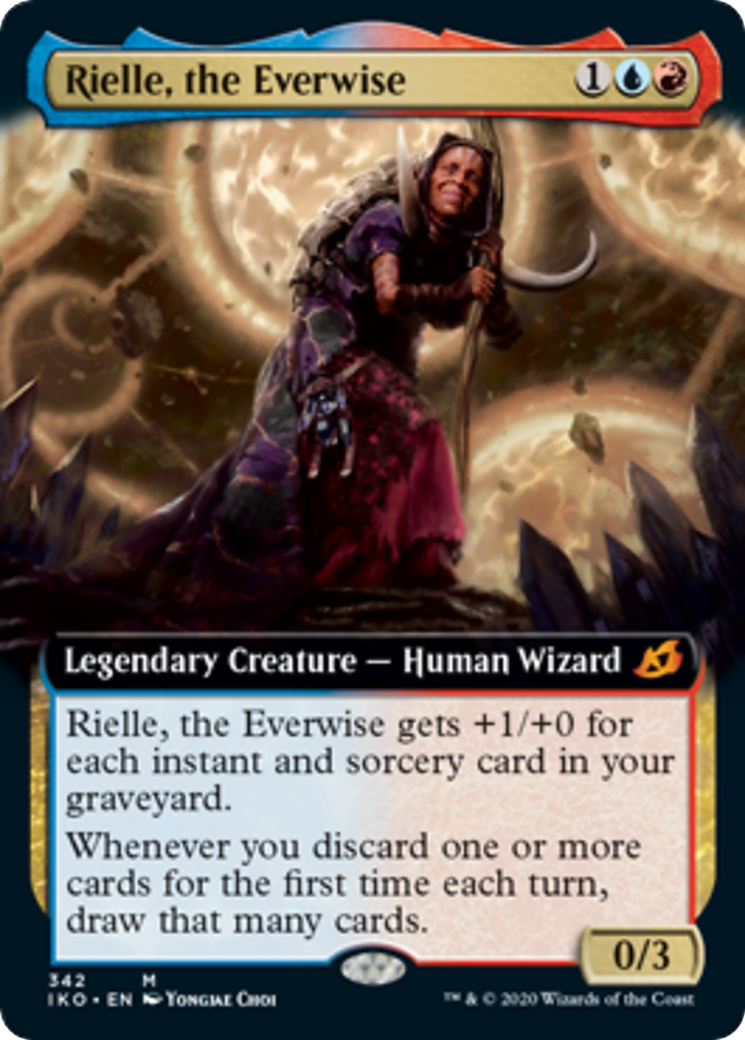 Rielle, the Everwise 1
Legendary Creature — Human Wizard
Rielle, the Everwise gets +1/+0 for
each instant and sorcery card in your
graveyard.
Whenever you discard one or more
cards for the first time each turn,
draw that many cards.
0/3
342 M
IKO • EN Yongjae Choi
™ & © 2020 Wizards of the Coast